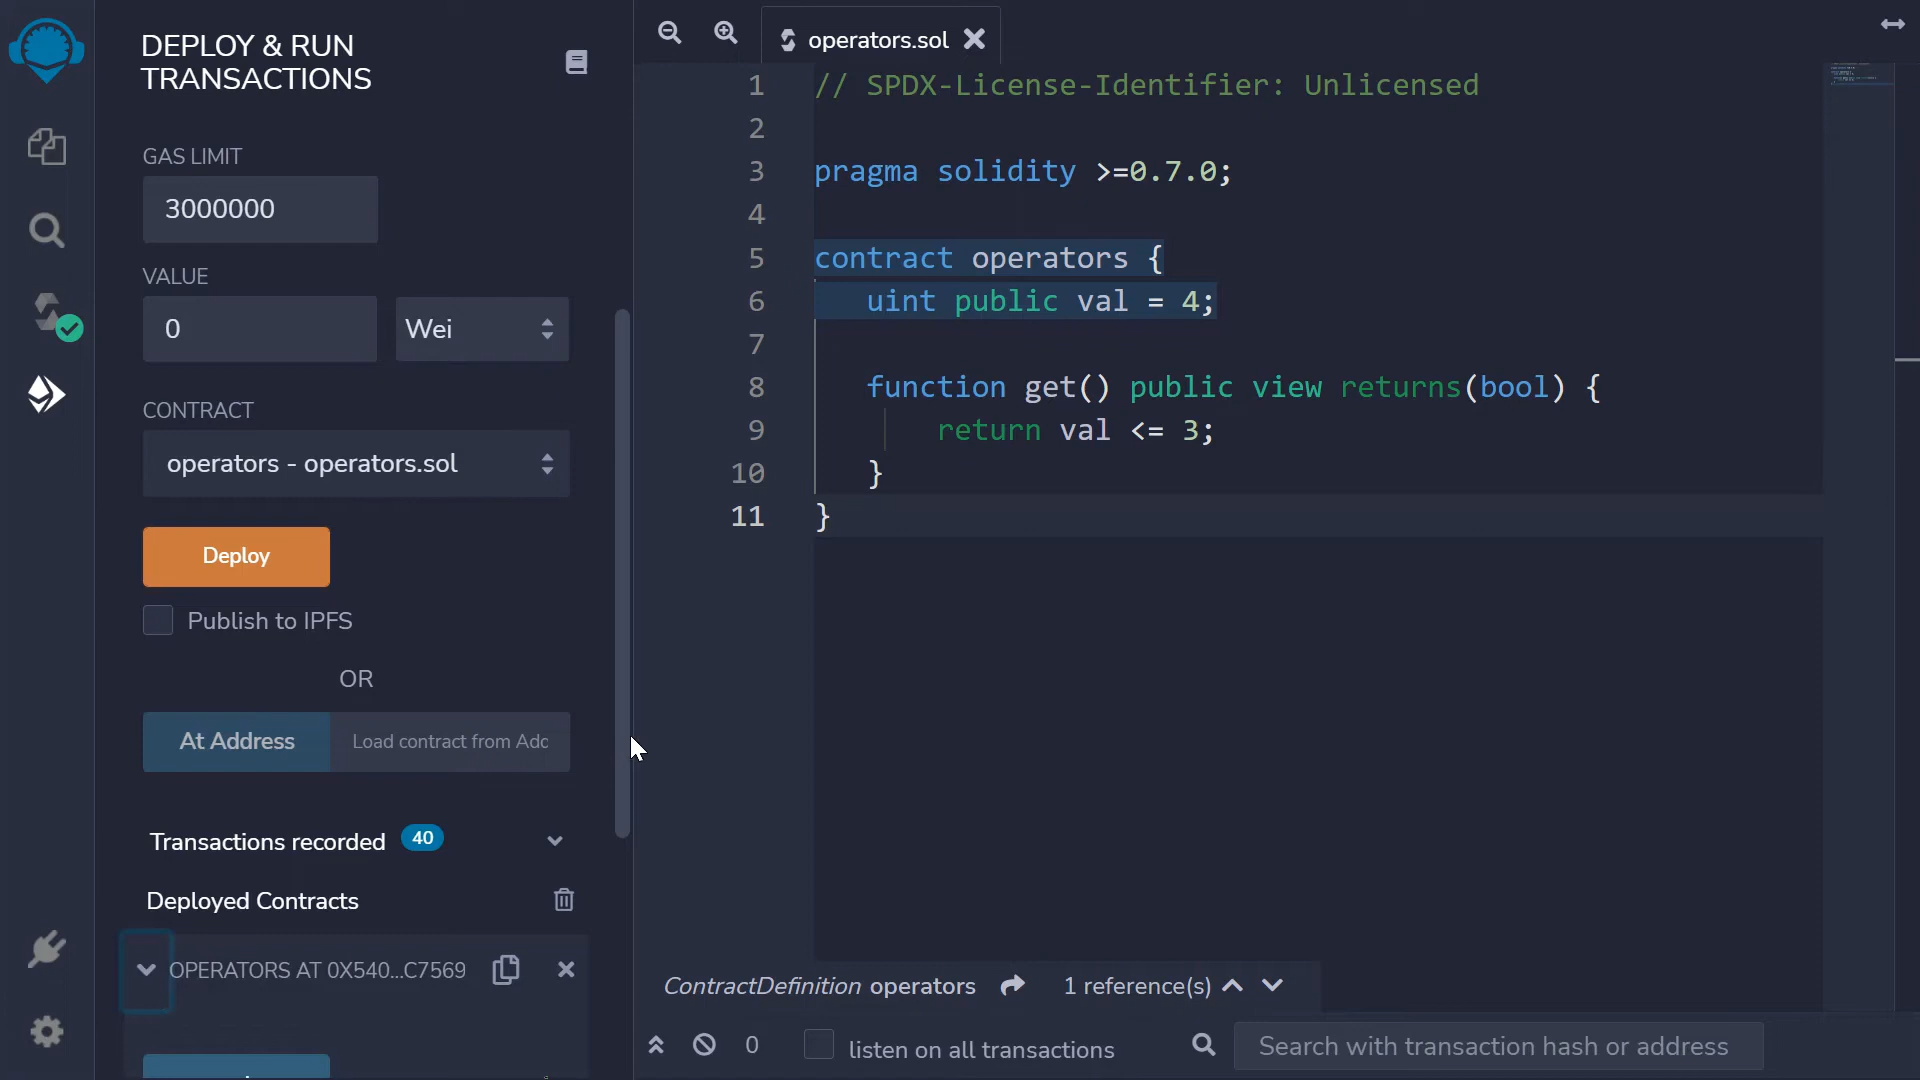 DEPLOY & RUN
TRANSACTIONS
GAS LIMIT
3000000
VALUE
0
Wei
CONTRACT
operators - operators.sol
Deploy
Publish to IPFS
OR
At Address
Load contract from Adc
Transactions recorded 40
Deployed Contracts
OPERATORS AT 0X540...C7569
operators.sol
1 // SPDX-License-Identifier: Unlicensed
2
3 pragma solidity >=0.7.0;
4
5 contract operators {
6 uint public val = 4;
7
8 function get() public view returns(bool) {
9 return val <= 3;
10 }
11 }
ContractDefinition operators
1 reference(s)
0
listen on all transactions
Search with transaction hash or address